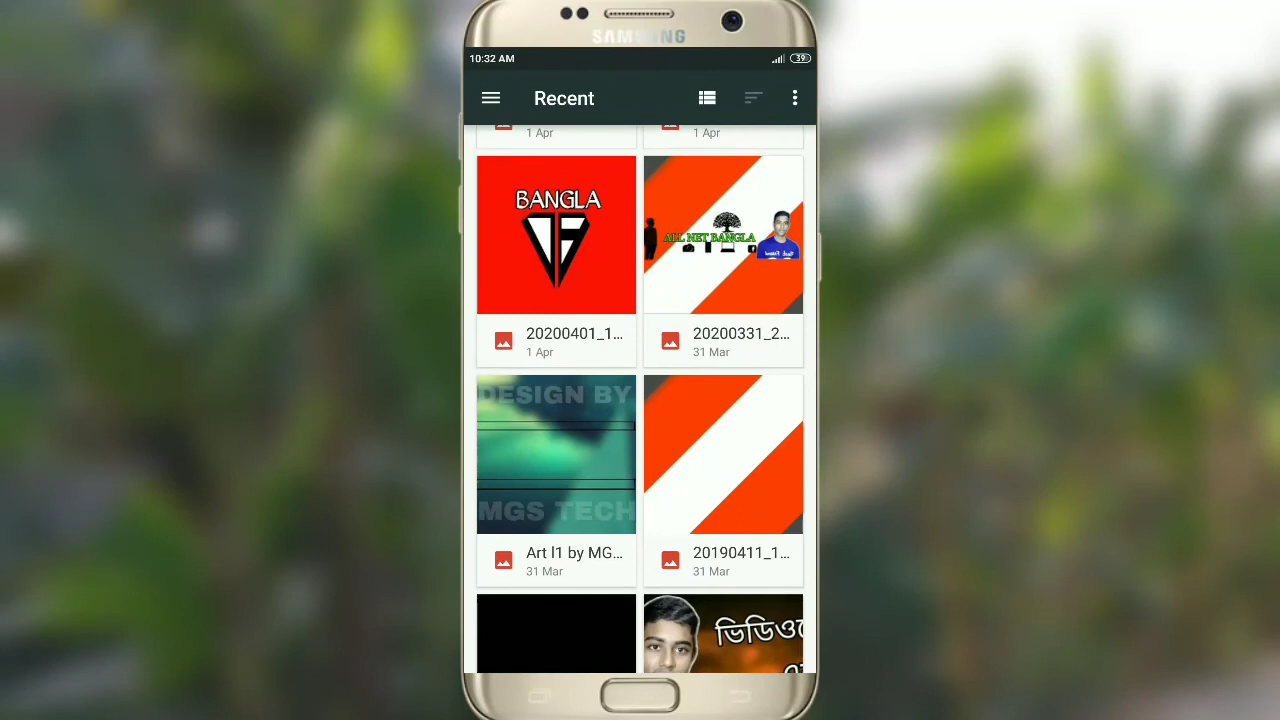 SAMSUNG
10:32 AM
39
Recent
1 Apr
1 Apr
BANGLA
ALL NET BANGLA
20200401_1...
1 Apr
20200331_2...
31 Mar
DESIGN BY
MGS TECH
Art l1 by MG...
31 Mar
20190411_1...
31 Mar